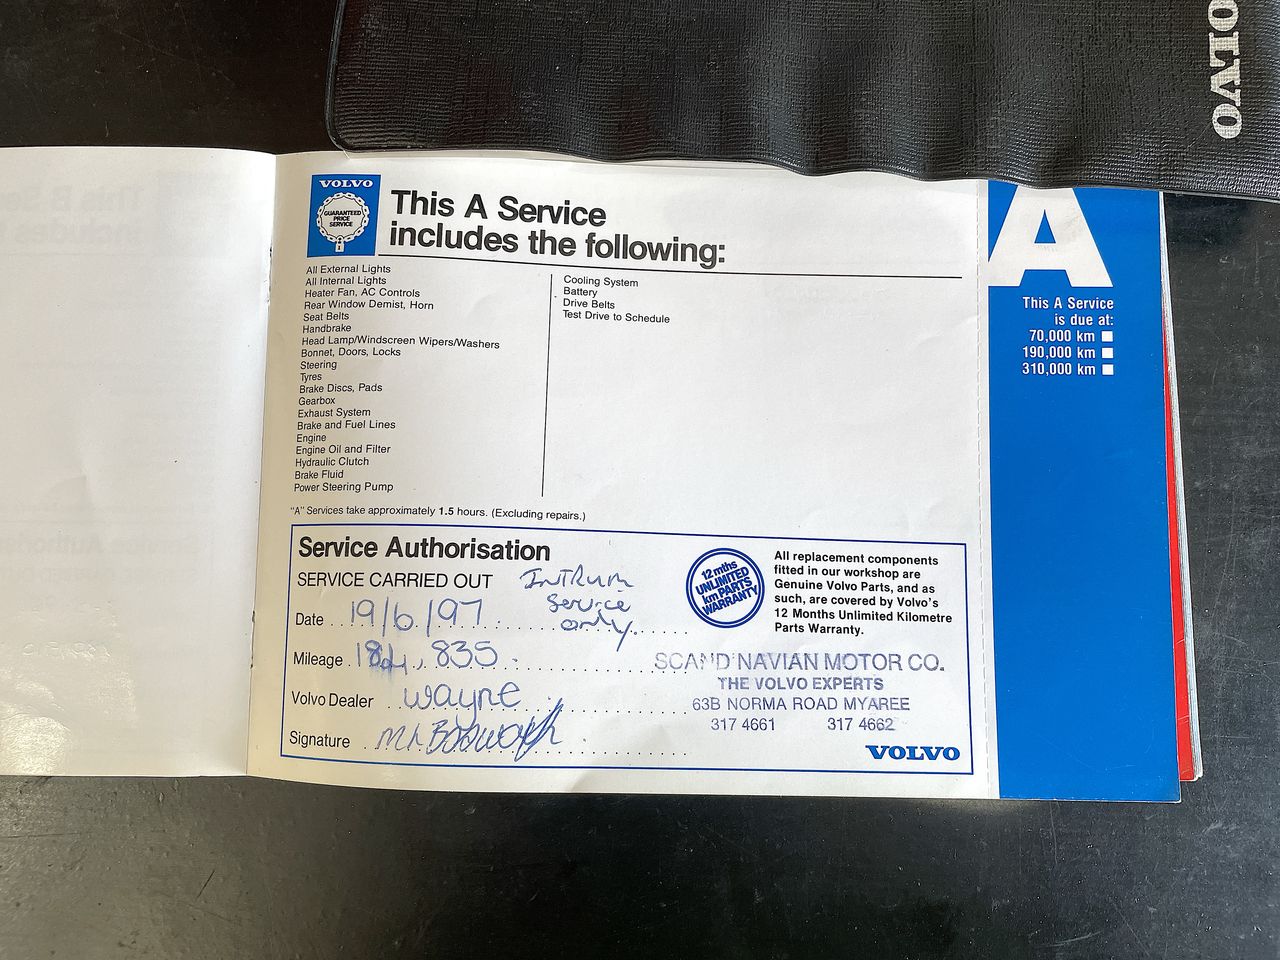 VOLVO
VOLVO
GUARANTEED
PRICE
SERVICE
This A Service
includes the following:
All External Lights
All Internal Lights
Heater Fan, AC Controls
Rear Window Demist, Horn
Seat Belts
Handbrake
Head Lamp/Windscreen Wipers/Washers
Bonnet, Doors, Locks
Steering
Tyres
Brake Discs, Pads
Gearbox
Exhaust System
Brake and Fuel Lines
Engine
Engine Oil and Filter
Hydraulic Clutch
Brake Fluid
Power Steering Pump
Cooling System
Battery
Drive Belts
Test Drive to Schedule
"A" Services take approximately 1.5 hours. (Excluding repairs.)
A
This A Service
is due at:
70,000 km
190,000 km
310,000 km
Service Authorisation
SERVICE CARRIED OUT Intrum
Service
only.
Date 19/6/97
Mileage 184,835
Volvo Dealer Wayne
Signature
12 mths
UNLIMITED
km PARTS
WARRANTY
All replacement components
fitted in our workshop are
Genuine Volvo Parts, and as
such, are covered by Volvo's
12 Months Unlimited Kilometre
Parts Warranty.
SCAND'NAVIAN MOTOR CO.
THE VOLVO EXPERTS
63B NORMA ROAD MYAREE
317 4661 317 4662
VOLVO